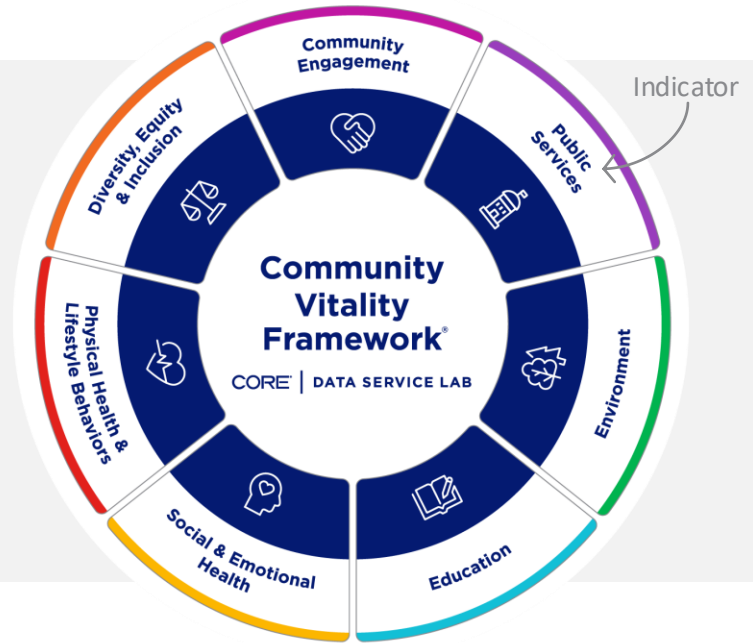 Community
Engagement
Public
Services
Indicator
Environment
Education
Social & Emotional
Health
Physical Health &
Lifestyle Behaviors
Diversity, Equity
& Inclusion
Community
Vitality
Framework®
CORE® | DATA SERVICE LAB